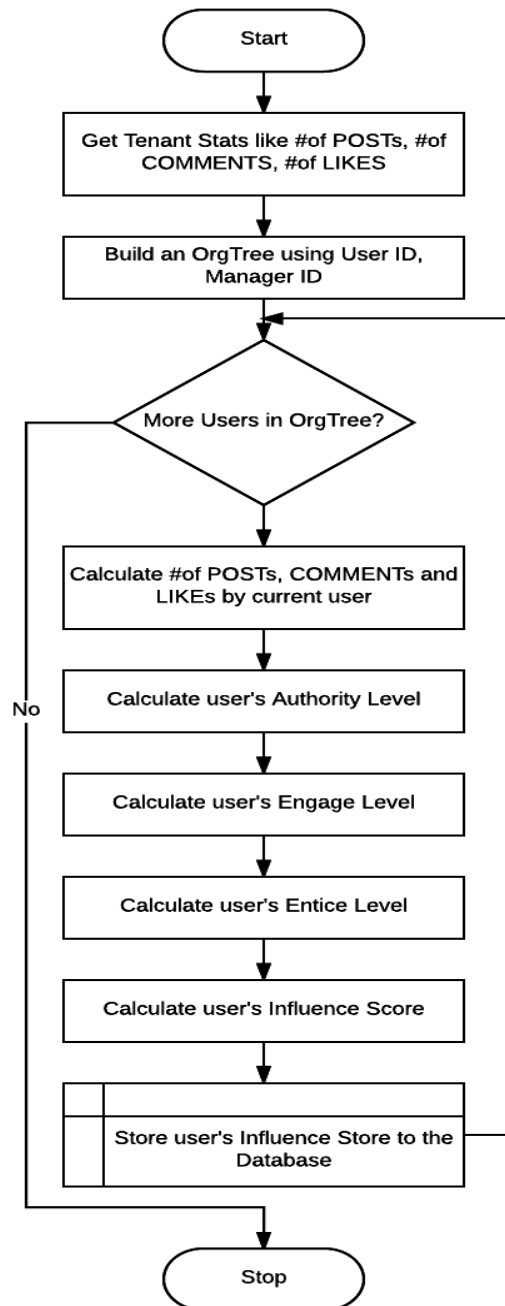 Start
Get Tenant Stats like #of POSTs, #of
COMMENTS, #of LIKES
Build an OrgTree using User ID,
Manager ID
More Users in OrgTree?
Calculate #of POSTs, COMMENTs and
LIKEs by current user
Calculate user's Authority Level
No
Calculate user's Engage Level
Calculate user's Entice Level
Calculate user's Influence Score
Store user's Influence Store to the
Database
Stop